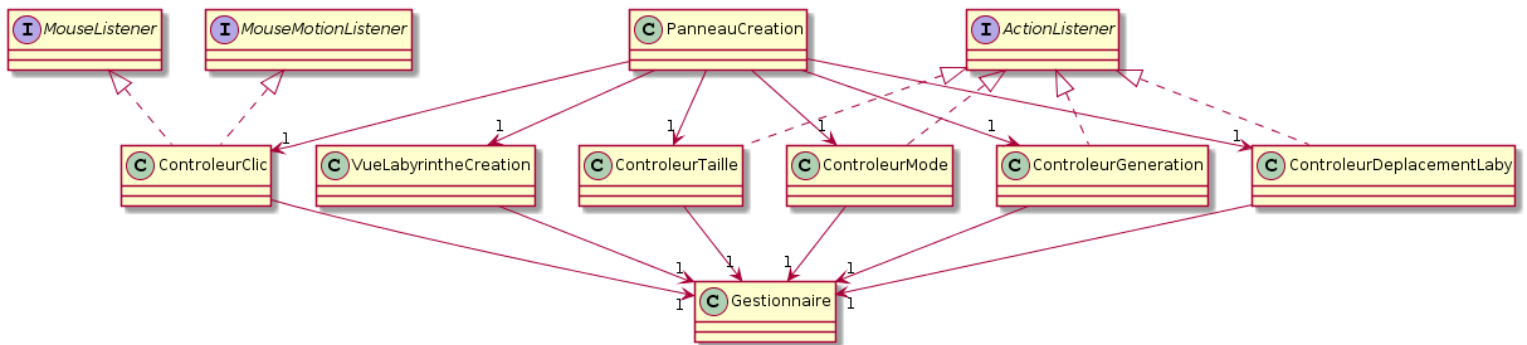 I MouseListener
I MouseMotionListener
C PanneauCreation
I ActionListener
1
1
1
1
1
1
C ControleurClic
C VueLabyrintheCreation
C ControleurTaille
C ControleurMode
C ControleurGeneration
C ControleurDeplacementLaby
1
1
1
1
1
1
C Gestionnaire